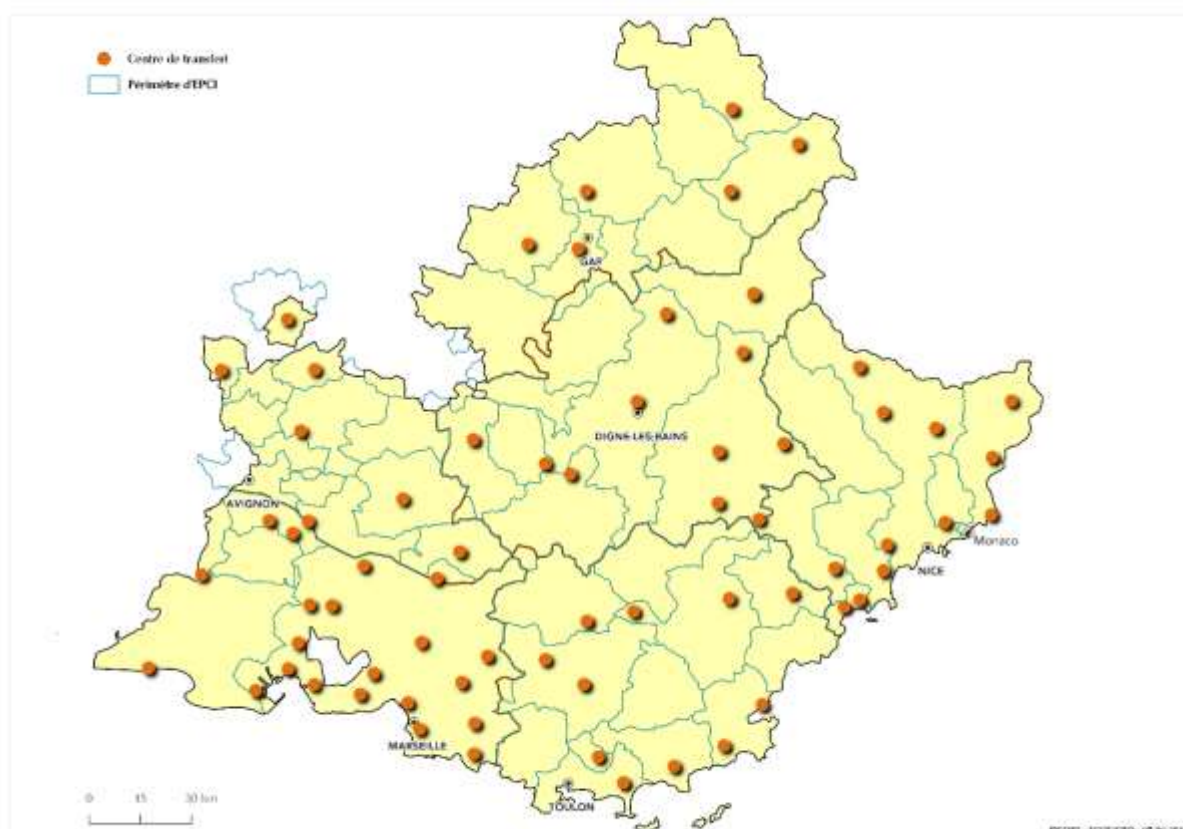 Centre de transfert
Périmètre d'EPCI
GAP
DIGNE-LES-BAINS
AVIGNON
Monaco
NICE
MARSEILLE
TOULON
0 15 30 km